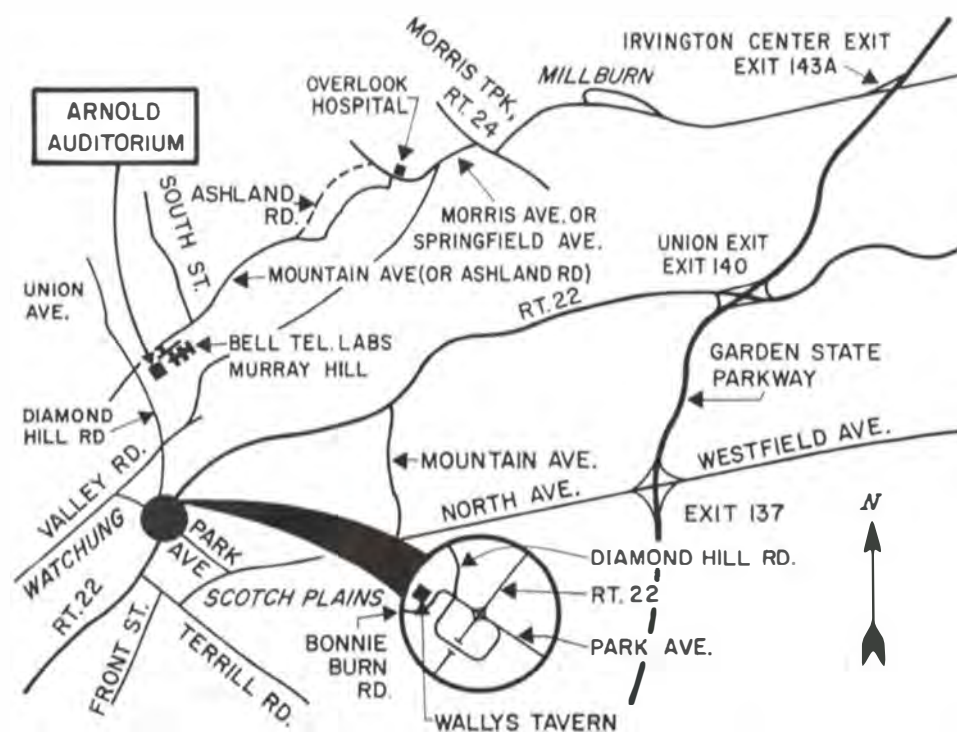 IRVINGTON CENTER EXIT
EXIT 143A
MORRIS TPK,
RT. 24
MILLBURN
OVERLOOK
HOSPITAL
ARNOLD
AUDITORIUM
SOUTH ST.
ASHLAND
RD.
MORRIS AVE. OR
SPRINGFIELD AVE.
UNION EXIT
EXIT 140
MOUNTAIN AVE (OR ASHLAND RD)
UNION
AVE.
RT. 22
BELL TEL. LABS
MURRAY HILL
GARDEN STATE
PARKWAY
DIAMOND
HILL RD
WESTFIELD AVE.
MOUNTAIN AVE.
VALLEY RD.
NORTH AVE.
EXIT 137
N
WATCHUNG
PARK
AVE
DIAMOND HILL RD.
SCOTCH PLAINS
RT. 22
RT. 22
BONNIE
BURN
RD.
PARK AVE.
FRONT ST.
TERRILL RD.
WALLYS TAVERN